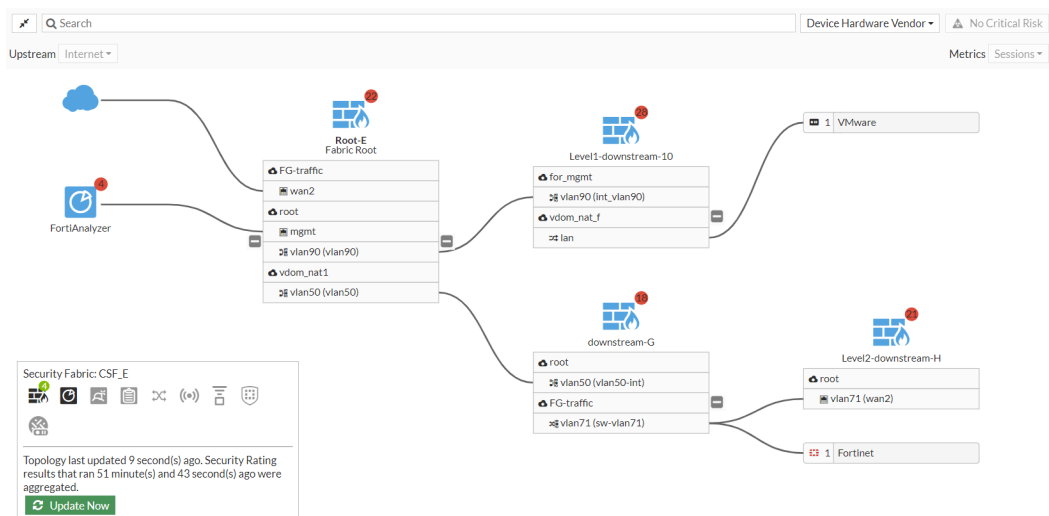 Search
Device Hardware Vendor
No Critical Risk
Upstream
Internet
Metrics
Sessions
22
Root-E
Fabric Root
FG-traffic
wan2
root
mgmt
vlan90 (vlan90)
vdom_nat1
vlan50 (vlan50)
4
FortiAnalyzer
28
Level1-downstream-10
for_mgmt
vlan90 (int_vlan90)
vdom_nat_f
lan
1 VMware
18
downstream-G
root
vlan50 (vlan50-int)
FG-traffic
vlan71 (sw-vlan71)
21
Level2-downstream-H
root
vlan71 (wan2)
1 Fortinet
Security Fabric: CSF_E
4
Topology last updated 9 second(s) ago. Security Rating
results that ran 51 minute(s) and 43 second(s) ago were
aggregated.
Update Now